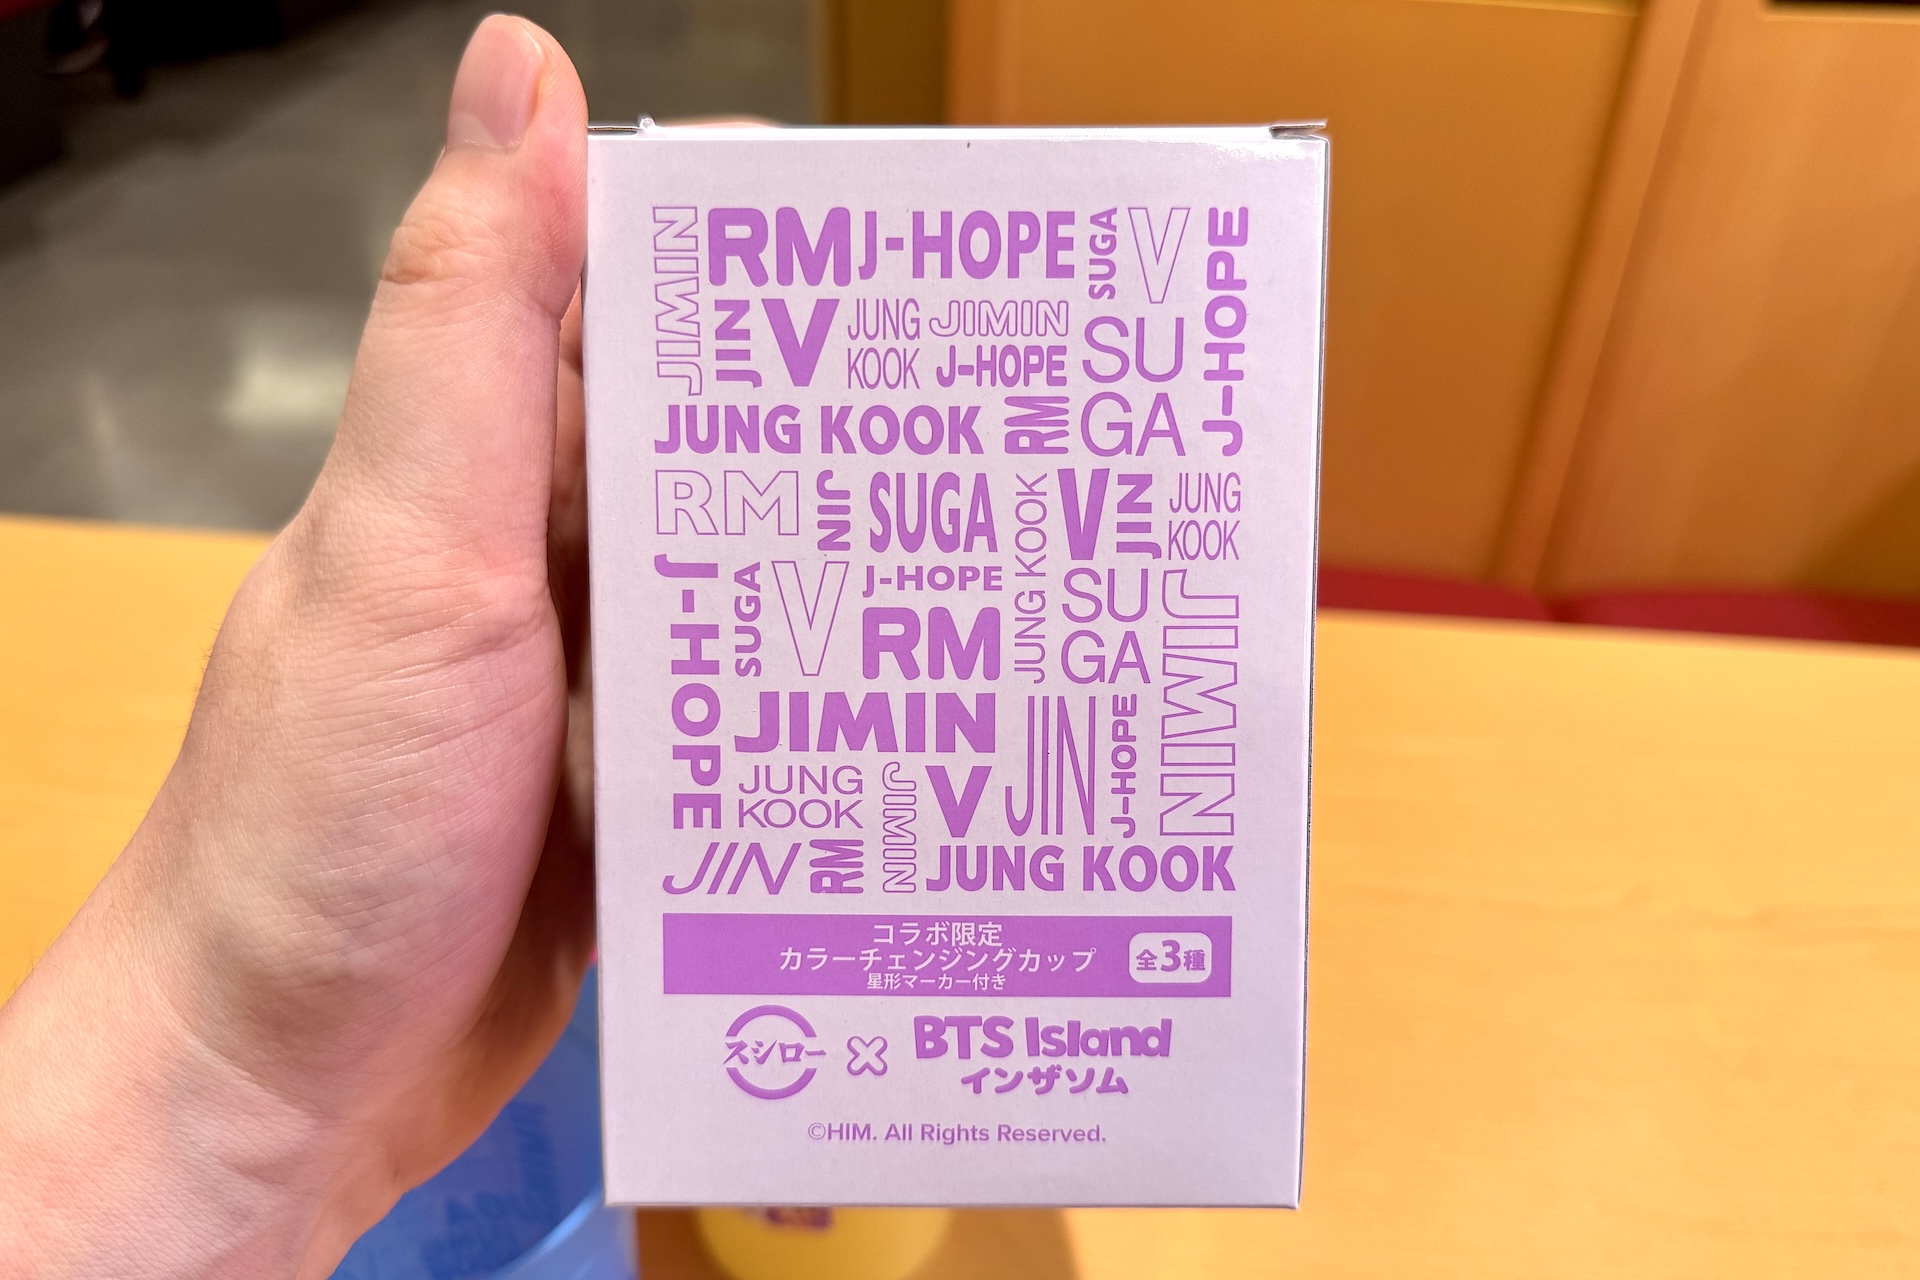 JIMIN
RM
J-HOPE
SUGA
V
J-HOPE
JIN
V
JUNG
KOOK
JIMIN
J-HOPE
SU
GA
JUNG KOOK
RM
RM
JIN
SUGA
JUNG KOOK
V
JIN
JUNG
KOOK
J-HOPE
SUGA
V
J-HOPE
RM
SU
GA
JIMIN
JIMIN
JIN
J-HOPE
JUNG
KOOK
JIMIN
V
JIN
RM
JUNG KOOK
コラボ限定
カラーチェンジングカップ
星形マーカー付き
全3種
スシロー × BTS Island
インザソム
©HIM. All Rights Reserved.